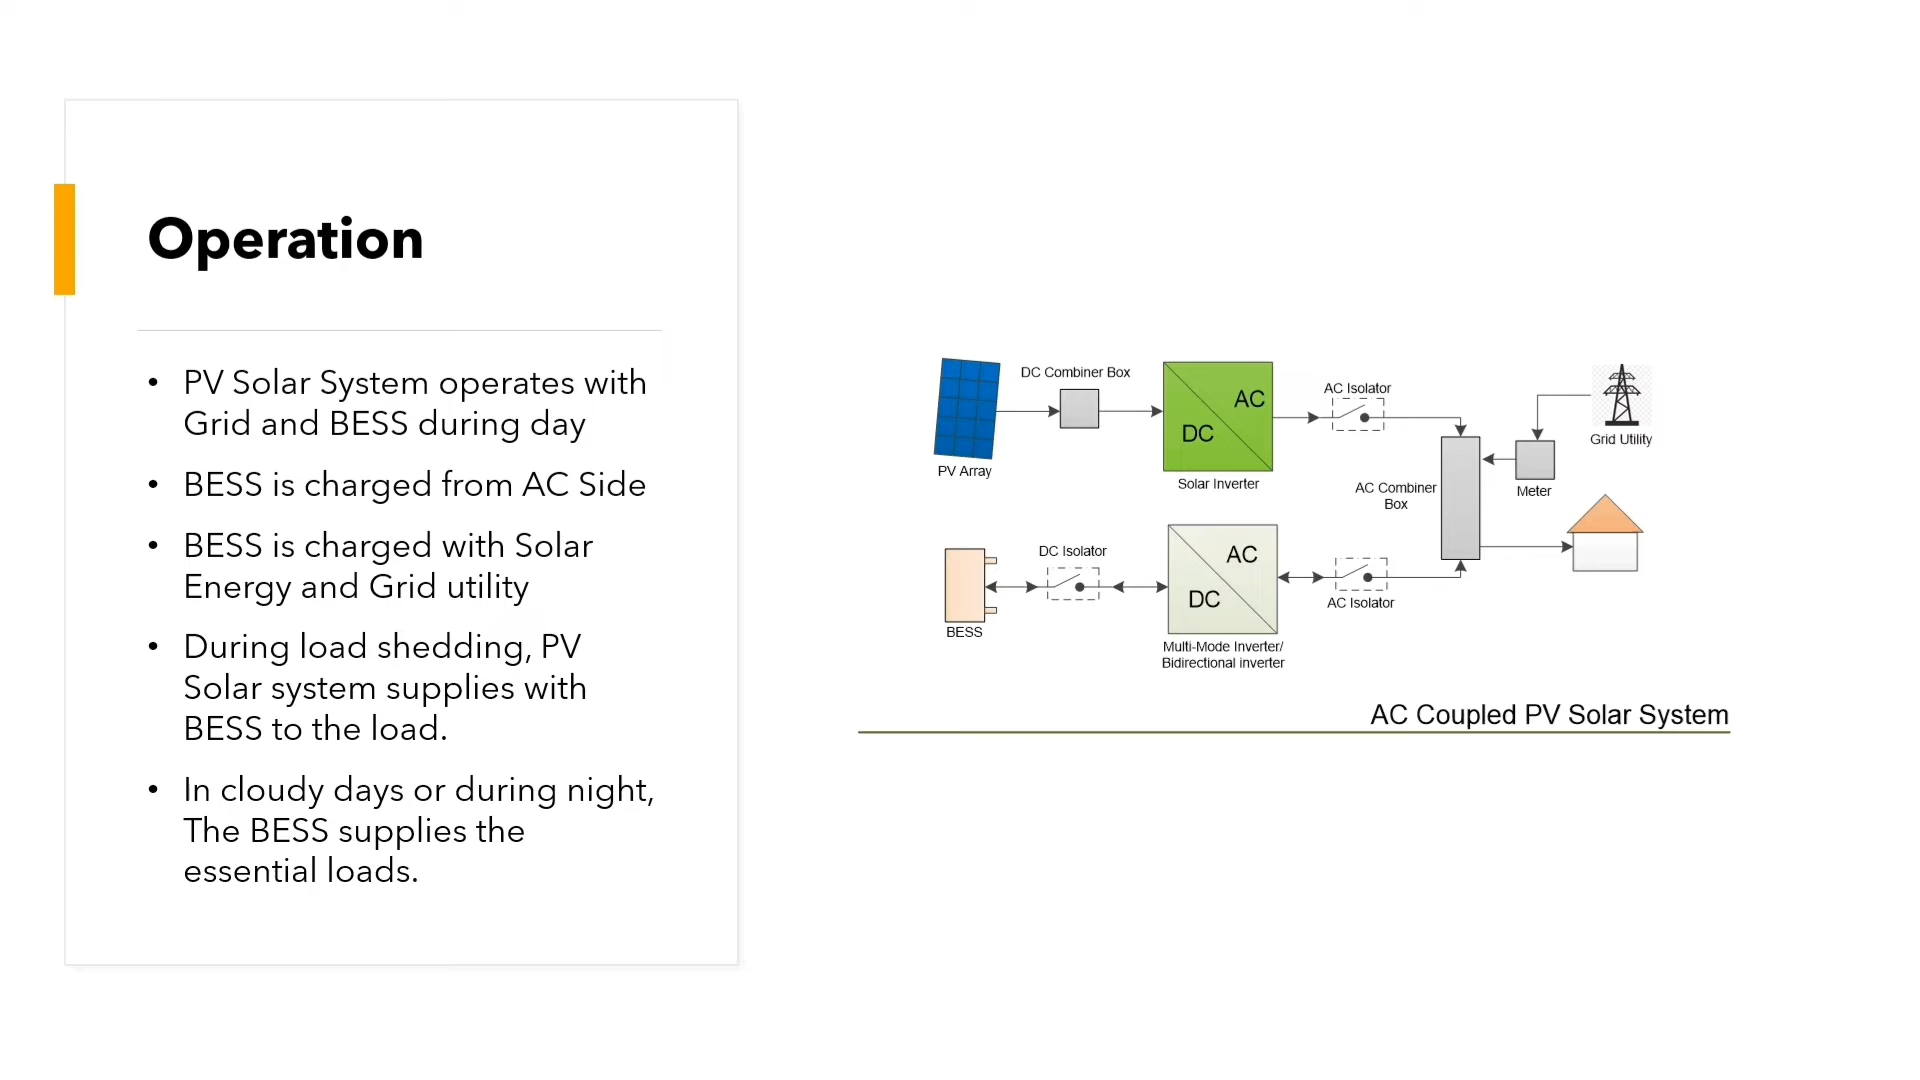 Operation
• PV Solar System operates with
Grid and BESS during day
• BESS is charged from AC Side
• BESS is charged with Solar
Energy and Grid utility
• During load shedding, PV
Solar system supplies with
BESS to the load.
• In cloudy days or during night,
The BESS supplies the
essential loads.
DC Combiner Box
PV Array
AC
DC
Solar Inverter
AC Isolator
Grid Utility
AC Combiner
Box
Meter
DC Isolator
BESS
AC
DC
Multi-Mode Inverter/
Bidirectional inverter
AC Isolator
AC Coupled PV Solar System